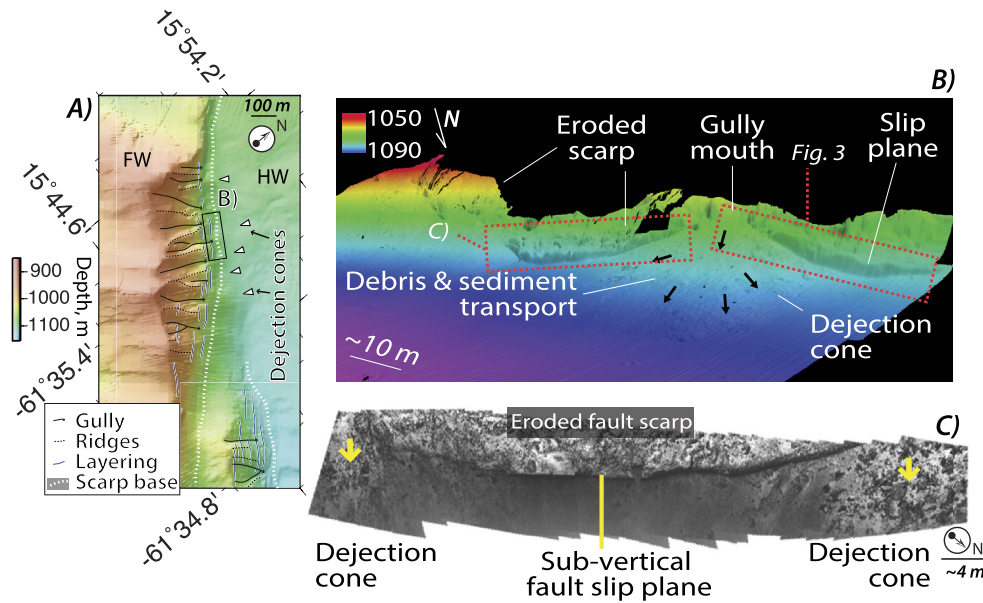 A)
15°54.2'
100 m
N
FW
HW
B)
15°44.6'
Depth, m
900
1000
1100
Dejection cones
-61°35.4'
Gully
Ridges
Layering
Scarp base
-61°34.8'
B)
1050
1090
N
Eroded
scarp
Gully
mouth
Fig. 3
Slip
plane
C)
Debris & sediment
transport
Dejection
cone
~10 m
C)
Eroded fault scarp
Dejection
cone
Sub-vertical
fault slip plane
Dejection
cone
N
~4 m